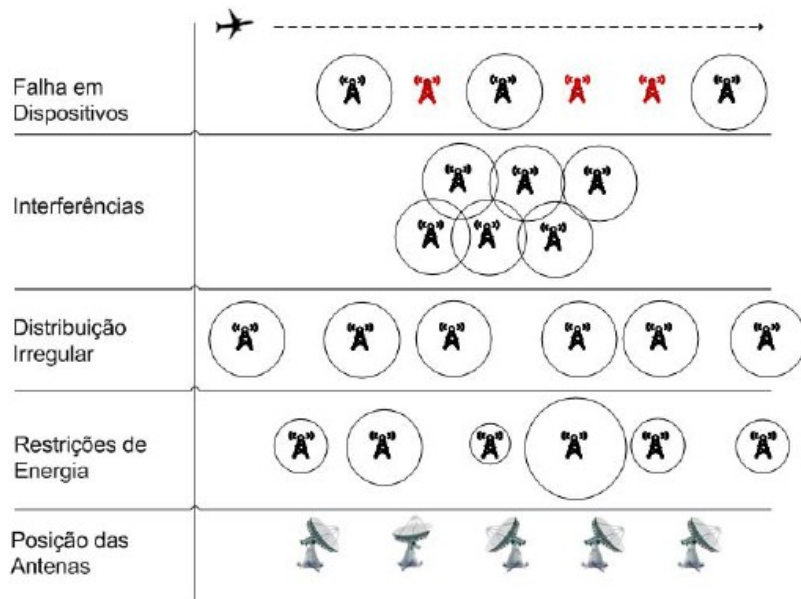 Falha em
Dispositivos
Interferências
Distribuição
Irregular
Restrições de
Energia
Posição das
Antenas